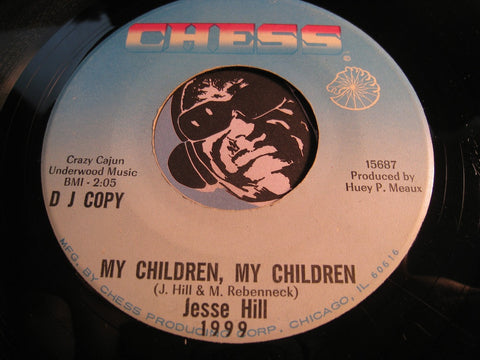 CHESS
Crazy Cajun
Underwood Music
BMI - 2:05
D J COPY
15687
Produced by
Huey P. Meaux
MY CHILDREN, MY CHILDREN
(J. Hill & M. Rebenneck)
Jesse Hill
1999
MFG. BY CHESS PRODUCING CORP. CHICAGO, ILL 60616